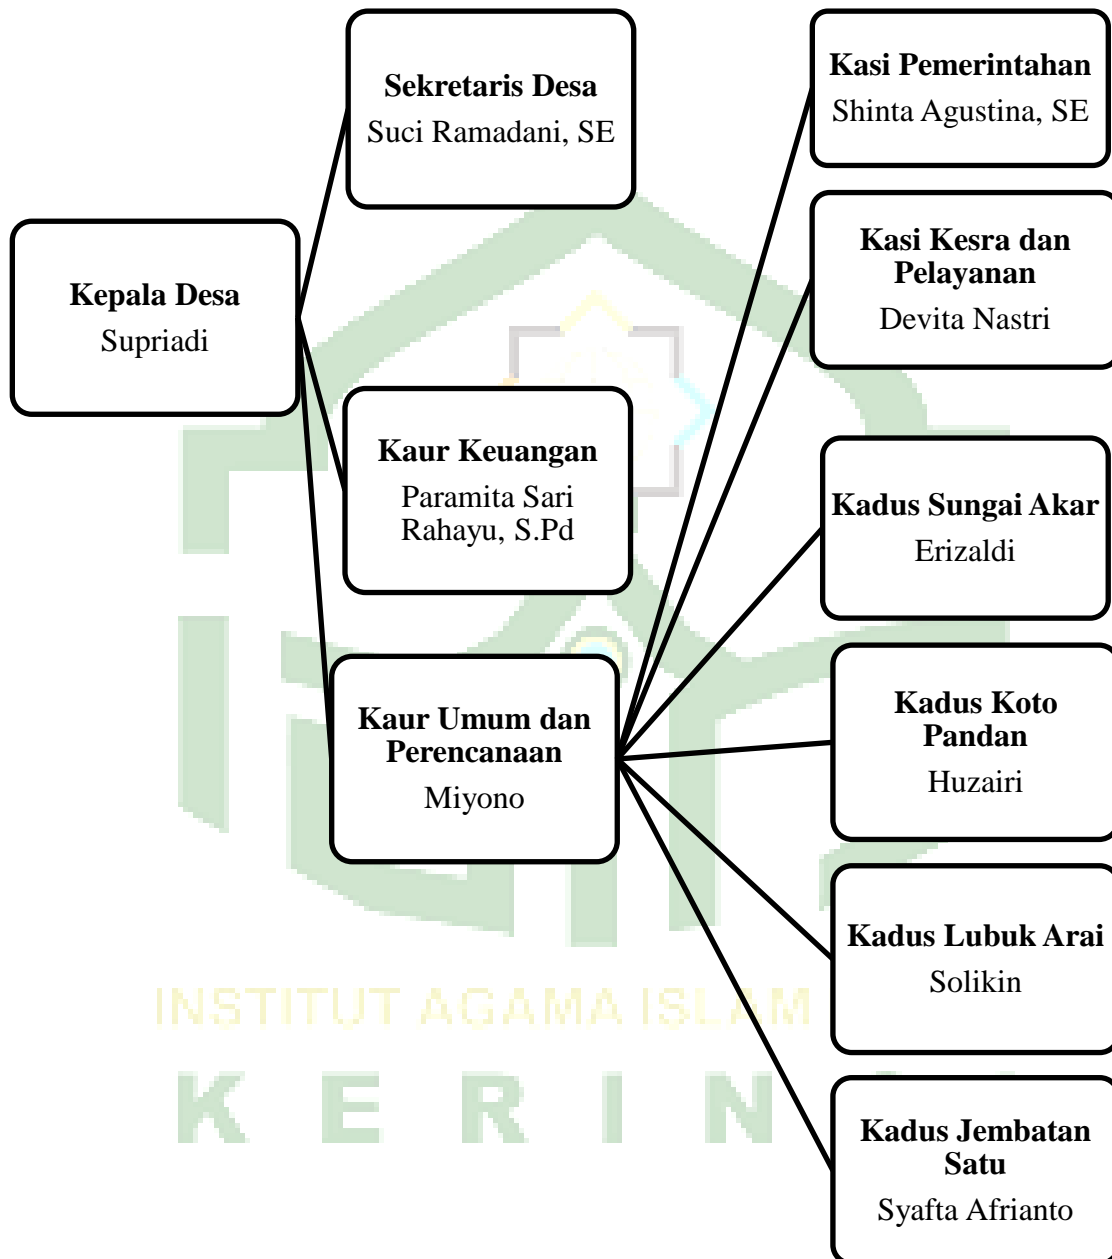 Kepala Desa
Supriadi
Sekretaris Desa
Suci Ramadani, SE
Kaur Keuangan
Paramita Sari
Rahayu, S.Pd
Kaur Umum dan
Perencanaan
Miyono
Kasi Pemerintahan
Shinta Agustina, SE
Kasi Kesra dan
Pelayanan
Devita Nastri
Kadus Sungai Akar
Erizaldi
Kadus Koto
Pandan
Huzairi
Kadus Lubuk Arai
Solikin
Kadus Jembatan
Satu
Syafta Afrianto
INSTITUT AGAMA ISLAM
K E R I N